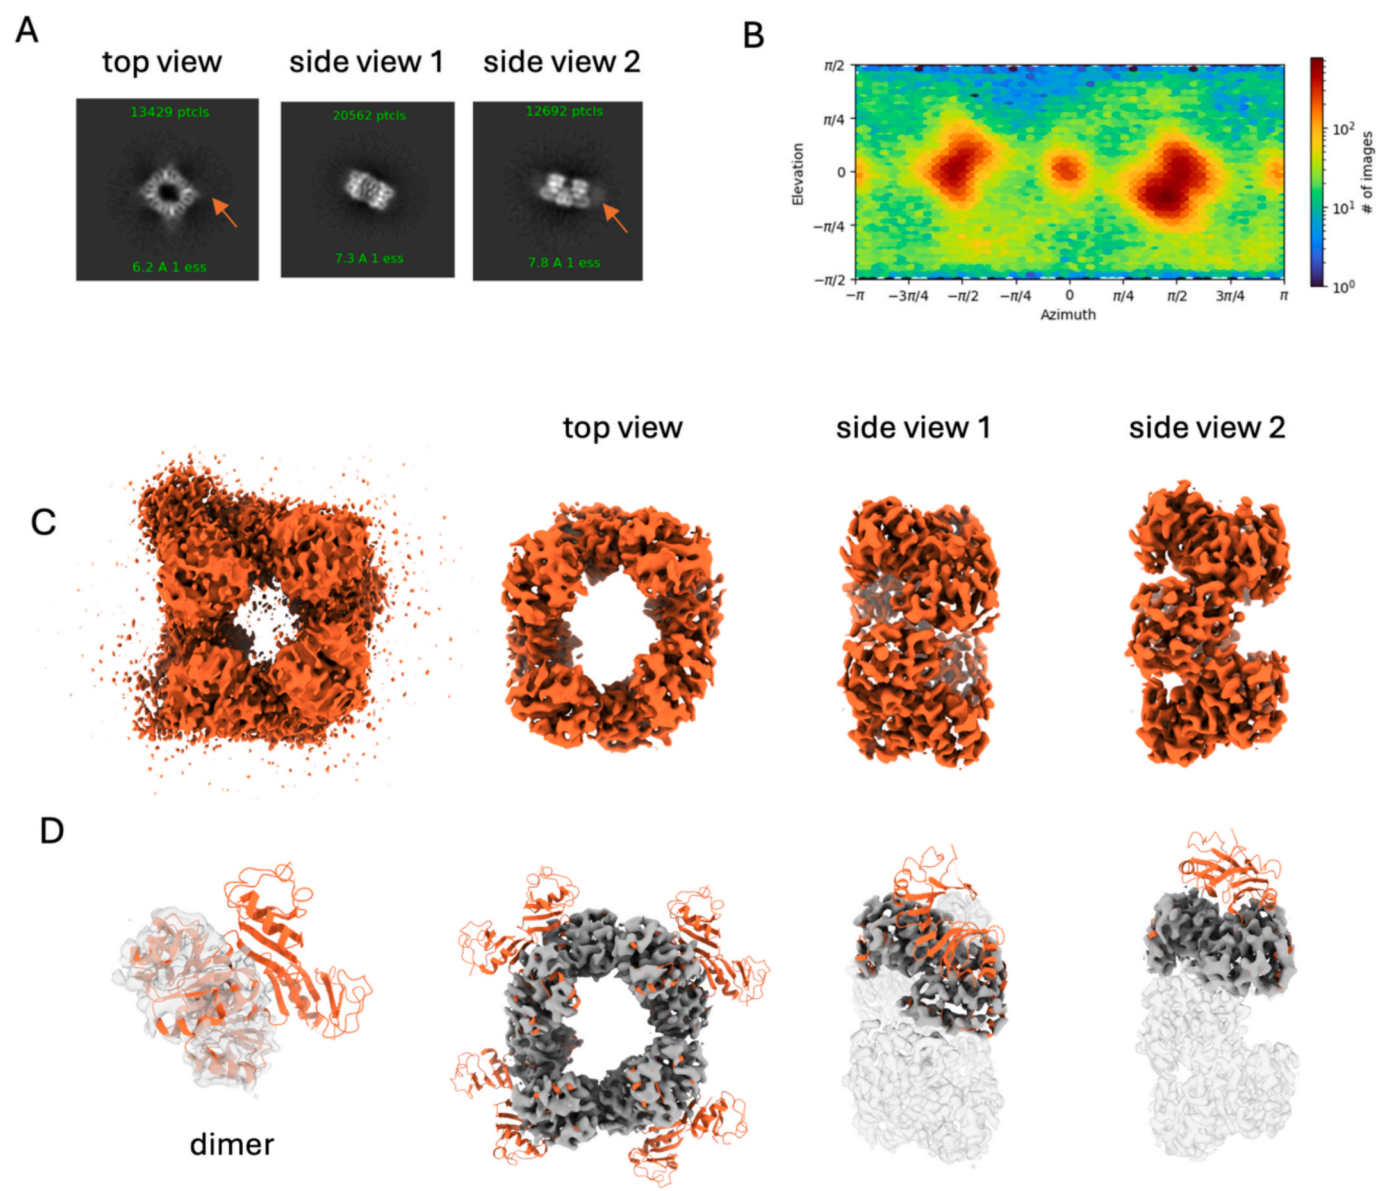 A
top view
side view 1
side view 2
13429 ptcls
20562 ptcls
12692 ptcls
6.2 A 1 ess
7.3 A 1 ess
7.8 A 1 ess
B
π/2
π/4
0
−π/4
−π/2
Elevation
−π
−3π/4
−π/2
−π/4
0
π/4
π/2
3π/4
π
Azimuth
10²
10¹
10⁰
# of images
C
top view
side view 1
side view 2
D
dimer